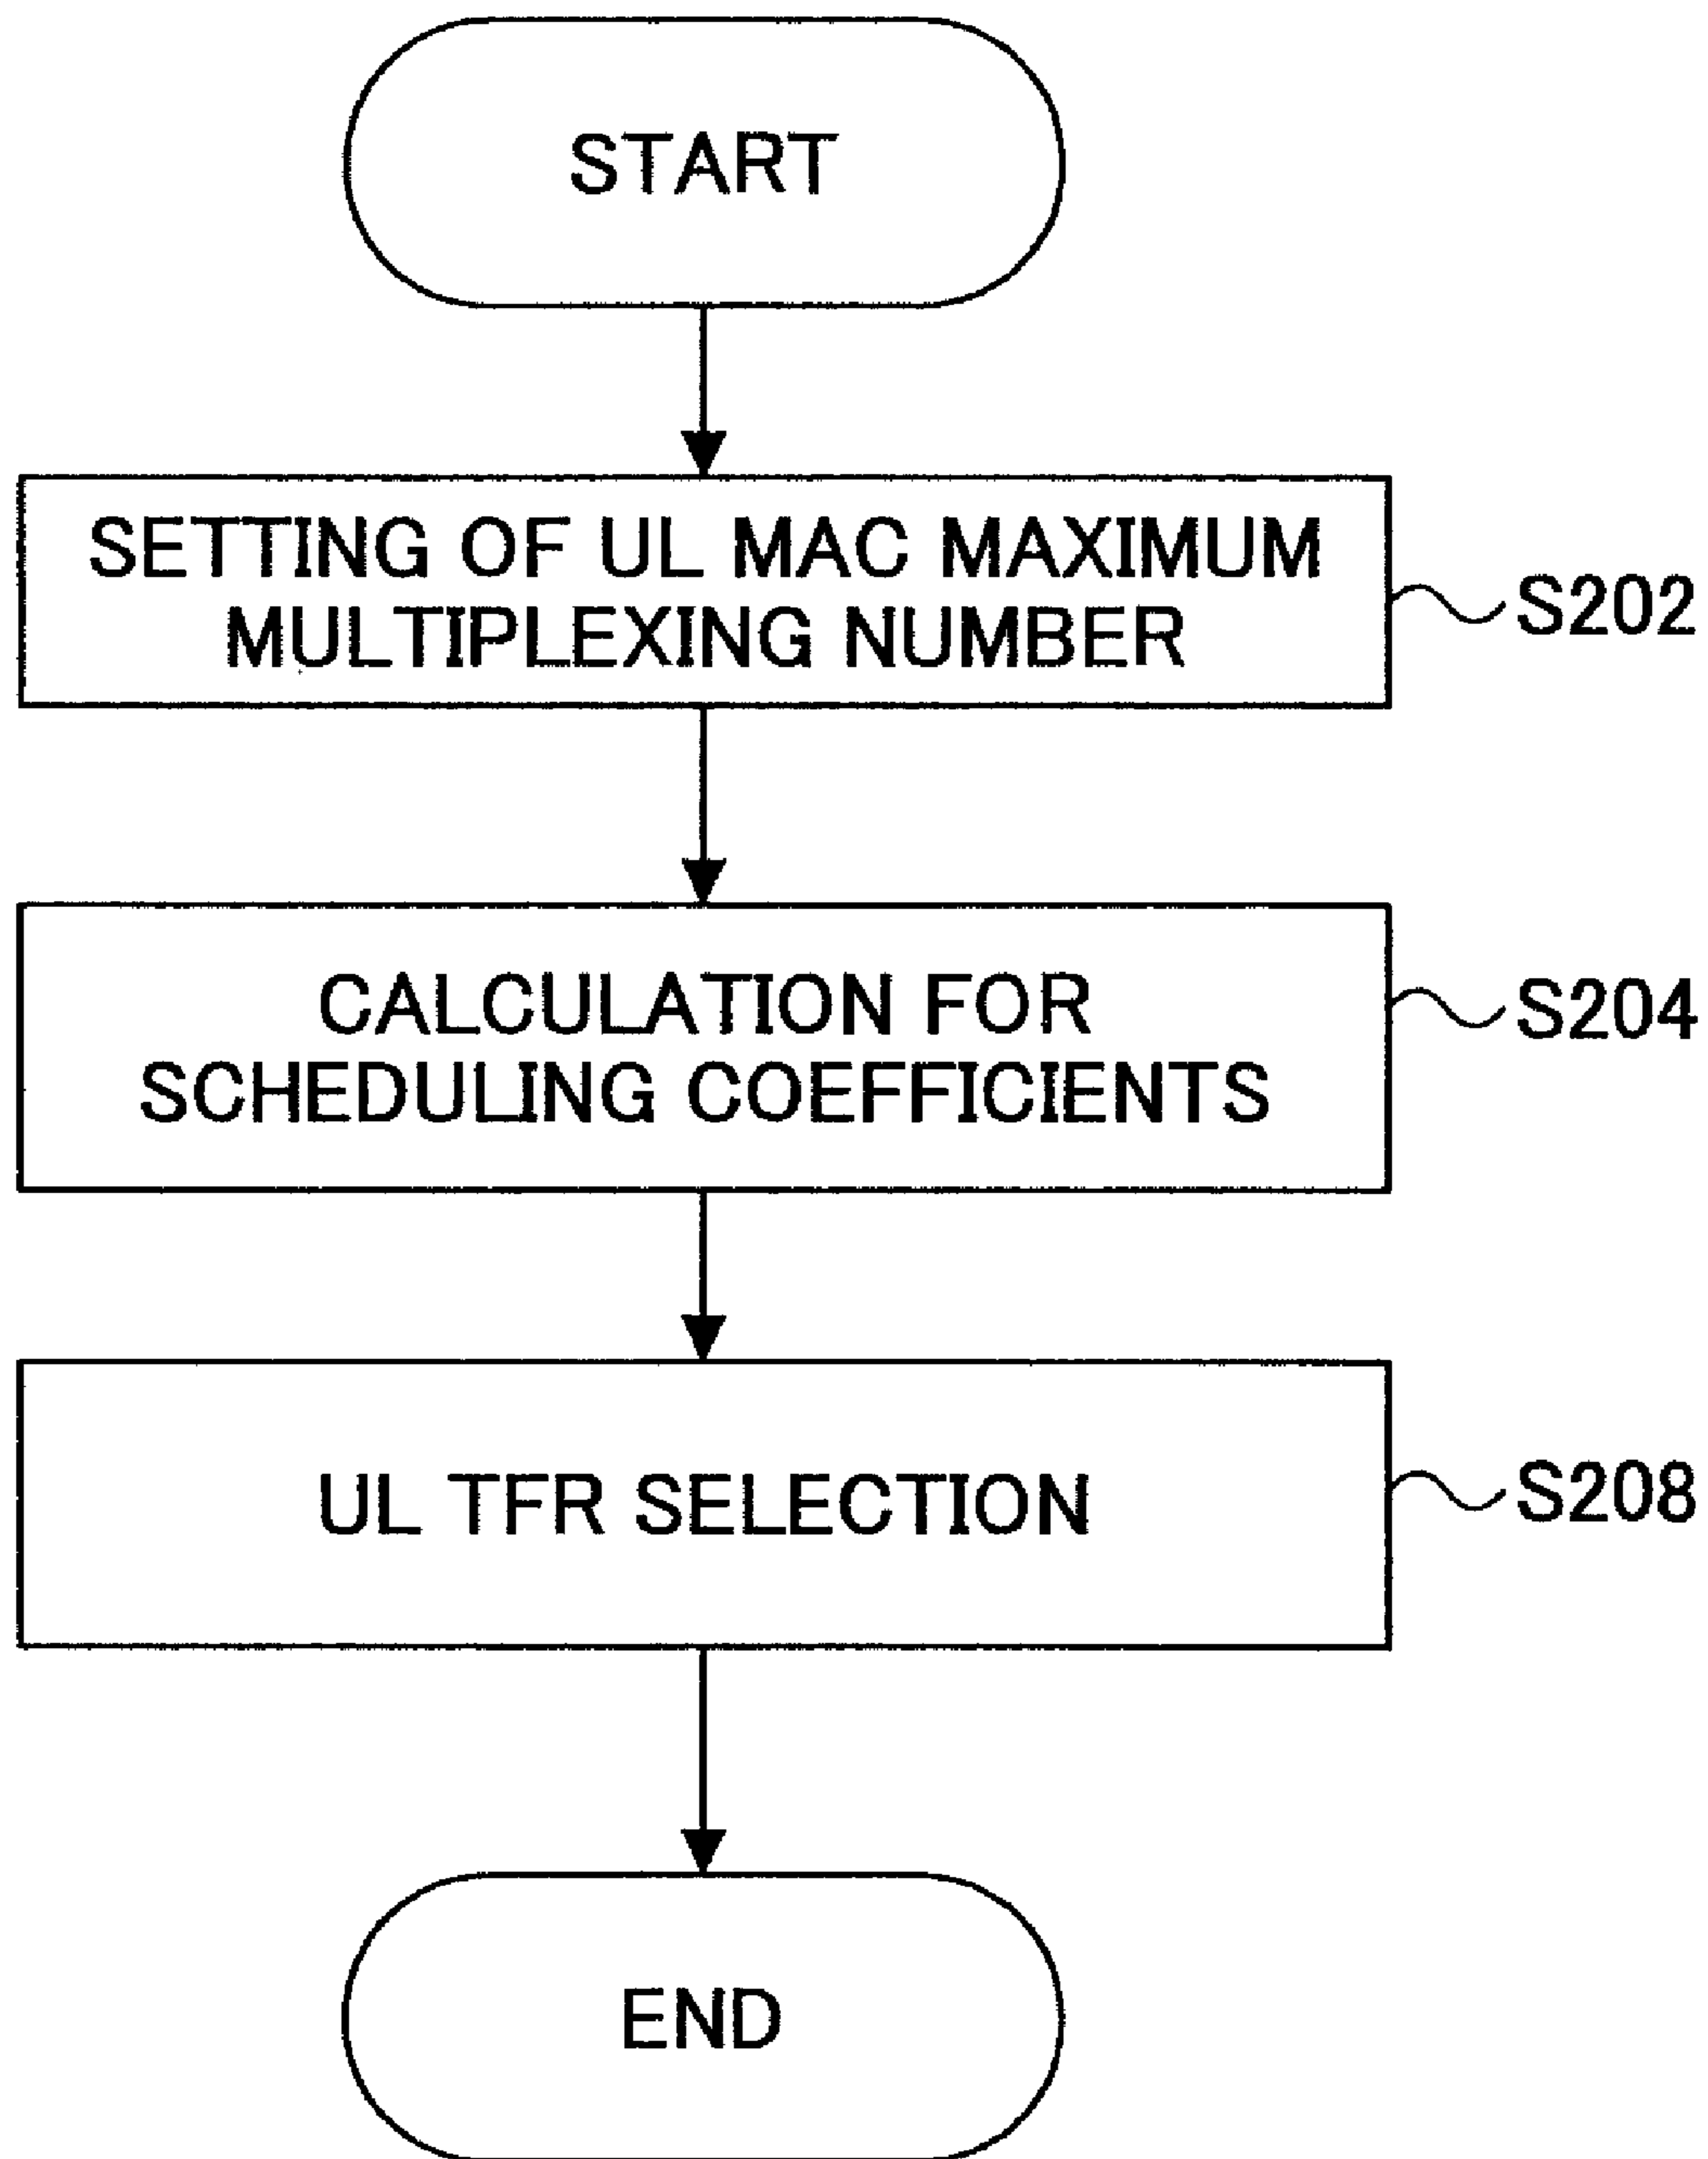 START
SETTING OF UL MAC MAXIMUM
MULTIPLEXING NUMBER
S202
CALCULATION FOR
SCHEDULING COEFFICIENTS
S204
UL TFR SELECTION
S208
END